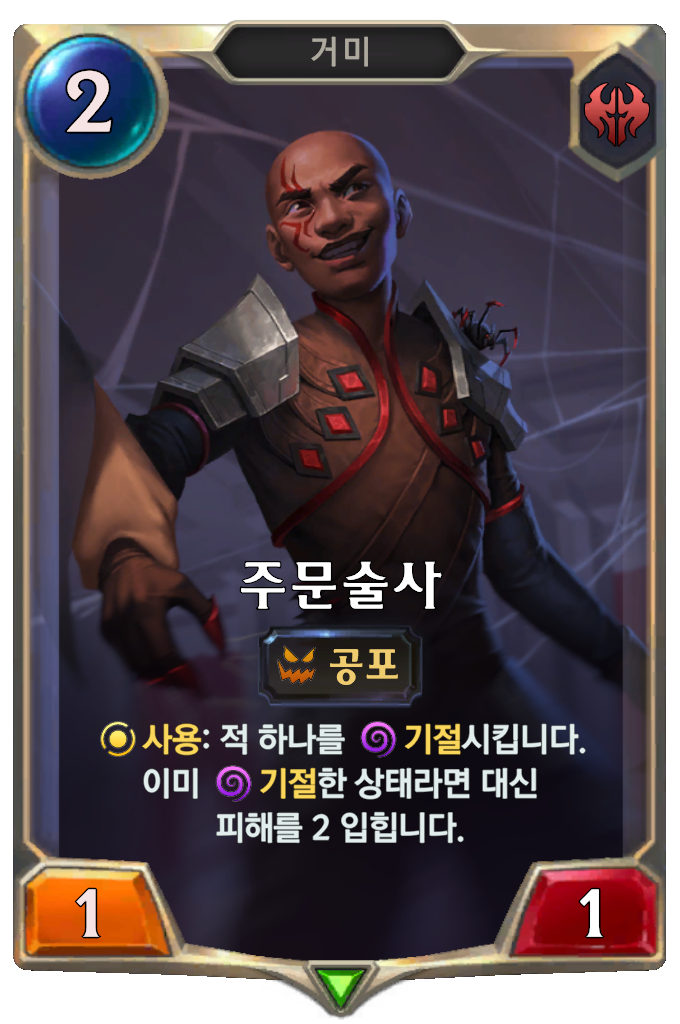 거미
2
주문술사
공포
사용: 적 하나를 기절시킵니다.
이미 기절한 상태라면 대신
피해를 2 입힙니다.
1
1